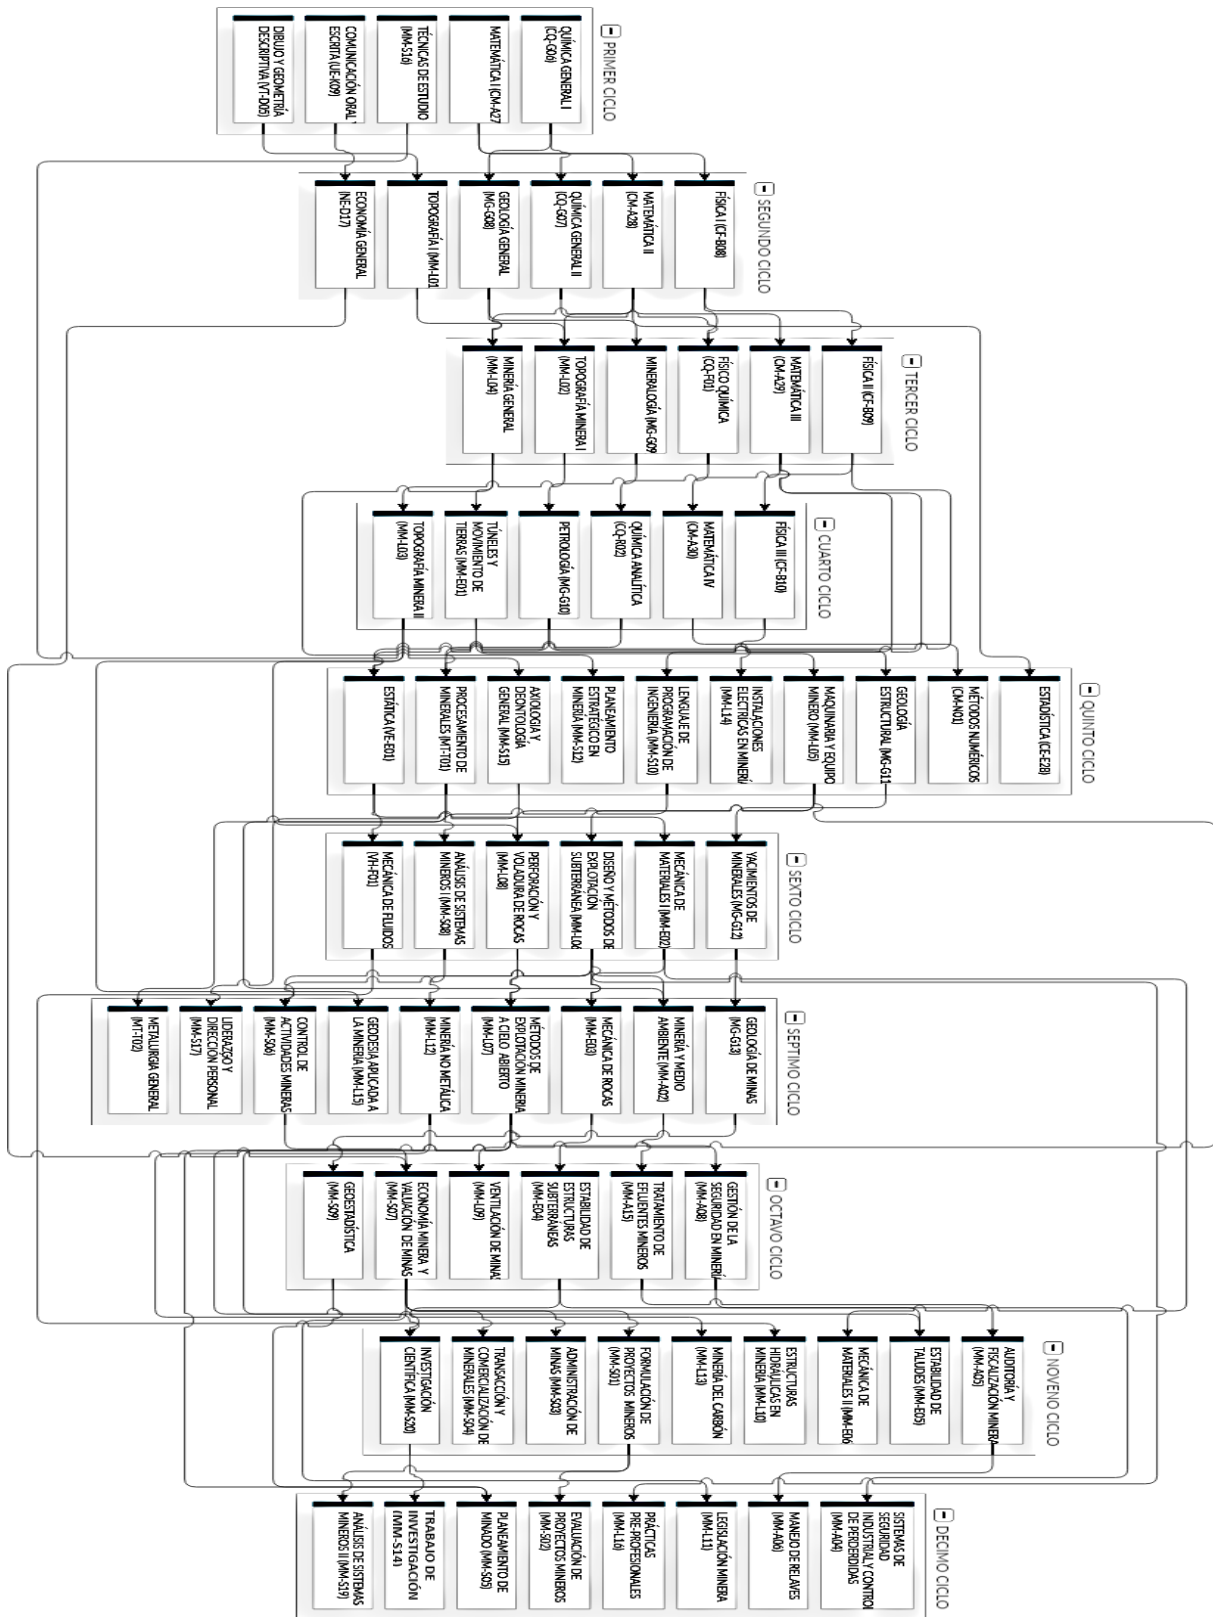 PRIMER CICLO
QUÍMICA GENERAL I
(CQ-G06)
MATEMÁTICA I (CM-A27
TÉCNICAS DE ESTUDIO
(MM-S16)
COMUNICACIÓN ORAL Y
ESCRITA (UE-K09)
DIBUJO Y GEOMETRÍA
DESCRIPTIVA (VT-D05)
SEGUNDO CICLO
FÍSICA I (CF-B08)
MATEMÁTICA II
(CM-A28)
QUÍMICA GENERAL II
(CQ-G07)
GEOLOGÍA GENERAL
(MG-G08)
TOPOGRAFÍA I (MM-L01
ECONOMÍA GENERAL
(NE-D17)
TERCER CICLO
FÍSICA II (CF-B09)
MATEMÁTICA III
(CM-A29)
FÍSICO QUÍMICA
(CQ-F01)
MINERALOGÍA (MG-G09
TOPOGRAFÍA MINERA I
(MM-L02)
MINERÍA GENERAL
(MM-L04)
CUARTO CICLO
FÍSICA III (CF-B10)
MATEMÁTICA IV
(CM-A30)
QUÍMICA ANALÍTICA
(CQ-R02)
PETROLOGÍA (MG-G10)
TÚNELES Y
MOVIMIENTO DE
TIERRAS (MM-E01)
TOPOGRAFÍA MINERA II
(MM-L03)
QUINTO CICLO
ESTADÍSTICA (CE-E28)
MÉTODOS NUMÉRICOS
(CM-N01)
GEOLOGÍA
ESTRUCTURAL (MG-G11
MAQUINARIA Y EQUIPO
MINERO (MM-L05)
INSTALACIONES
ELECTRICAS EN MINERÍA
(MM-L14)
LENGUAJE DE
PROGRAMACIÓN DE
INGENIERÍA (MM-S10)
PLANEAMIENTO
ESTRATÉGICO EN
MINERÍA (MM-S12)
AXIOLOGIA Y
DEONTOLOGÍA
GENERAL (MM-S15)
PROCESAMIENTO DE
MINERALES (MT-T01)
ESTÁTICA (VE-E01)
SEXTO CICLO
YACIMIENTOS DE
MINERALES (MG-G12)
MECÁNICA DE
MATERIALES I (MM-E02)
DISEÑO Y MÉTODOS DE
EXPLOTACIÓN
SUBTERRÁNEA (MM-L06
PERFORACIÓN Y
VOLADURA DE ROCAS
(MM-L08)
ANÁLISIS DE SISTEMAS
MINEROS I (MM-S08)
MECÁNICA DE FLUIDOS
(VH-F01)
SEPTIMO CICLO
GEOLOGÍA DE MINAS
(MG-G13)
MINERÍA Y MEDIO
AMBIENTE (MM-A02)
MECÁNICA DE ROCAS
(MM-E03)
MÉTODOS DE
EXPLOTACION MINERIA
A CIELO ABIERTO
(MM-L07)
MINERÍA NO METÁLICA
(MM-L12)
GEODESIA APLICADA A
LA MINERÍA (MM-L15)
CONTROL DE
ACTIVIDADES MINERAS
(MM-S06)
LIDERAZGO Y
DIRECCION PERSONAL
(MM-S17)
METALURGIA GENERAL
(MT-T02)
OCTAVO CICLO
GESTIÓN DE LA
SEGURIDAD EN MINERÍA
(MM-A08)
TRATAMIENTO DE
EFLUENTES MINEROS
(MM-A15)
ESTABILIDAD DE
ESTRUCTURAS
SUBTERRÁNEAS
(MM-E04)
VENTILACIÓN DE MINAS
(MM-L09)
ECONOMÍA MINERA Y
VALUACIÓN DE MINAS
(MM-S07)
GEOESTADÍSTICA
(MM-S09)
NOVENO CICLO
AUDITORÍA Y
FISCALIZACIÓN MINERA
(MM-A05)
ESTABILIDAD DE
TALUDES (MM-E05)
MECÁNICA DE
MATERIALES II (MM-E06
ESTRUCTURAS
HIDRÁULICAS EN
MINERÍA (MM-L10)
MINERÍA DEL CARBÓN
(MM-L13)
FORMULACIÓN DE
PROYECTOS MINEROS
(MM-S01)
ADMINISTRACIÓN DE
MINAS (MM-S03)
TRANSACCIÓN Y
COMERCIALIZACIÓN DE
MINERALES (MM-S04)
INVESTIGACIÓN
CIENTÍFICA (MM-S20)
DECIMO CICLO
SISTEMAS DE
SEGURIDAD
INDUSTRIAL Y CONTROL
DE PERDERDIDAS
(MM-A04)
MANEJO DE RELAVES
(MM-A06)
LEGISLACIÓN MINERA
(MM-L11)
PRÁCTICAS
PRE-PROFESIONALES
(MM-L16)
EVALUACIÓN DE
PROYECTOS MINEROS
(MM-S02)
PLANEAMIENTO DE
MINADO (MM-S05)
TRABAJO DE
INVESTIGACIÓN
(MM-S14)
ANÁLISIS DE SISTEMAS
MINEROS II (MM-S19)